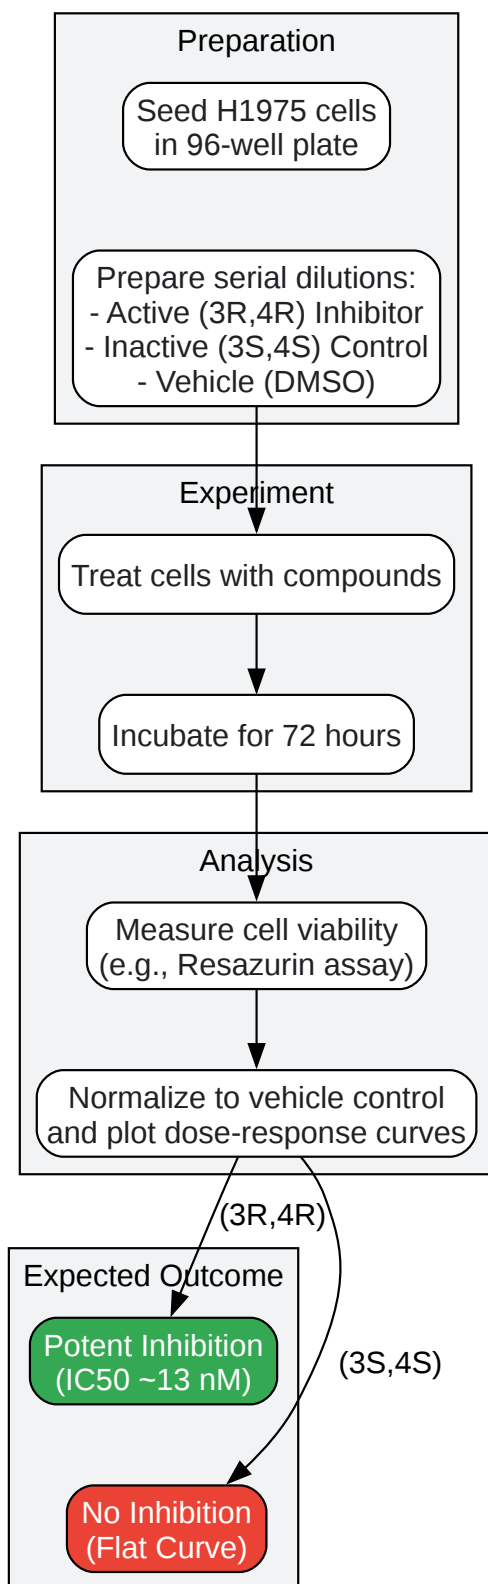 Preparation
Seed H1975 cells
in 96-well plate
Prepare serial dilutions:
- Active (3R,4R) Inhibitor
- Inactive (3S,4S) Control
- Vehicle (DMSO)
Experiment
Treat cells with compounds
Incubate for 72 hours
Analysis
Measure cell viability
(e.g., Resazurin assay)
Normalize to vehicle control
and plot dose-response curves
(3R,4R)
Expected Outcome
Potent Inhibition
(IC50 ~13 nM)
(3S,4S)
No Inhibition
(Flat Curve)